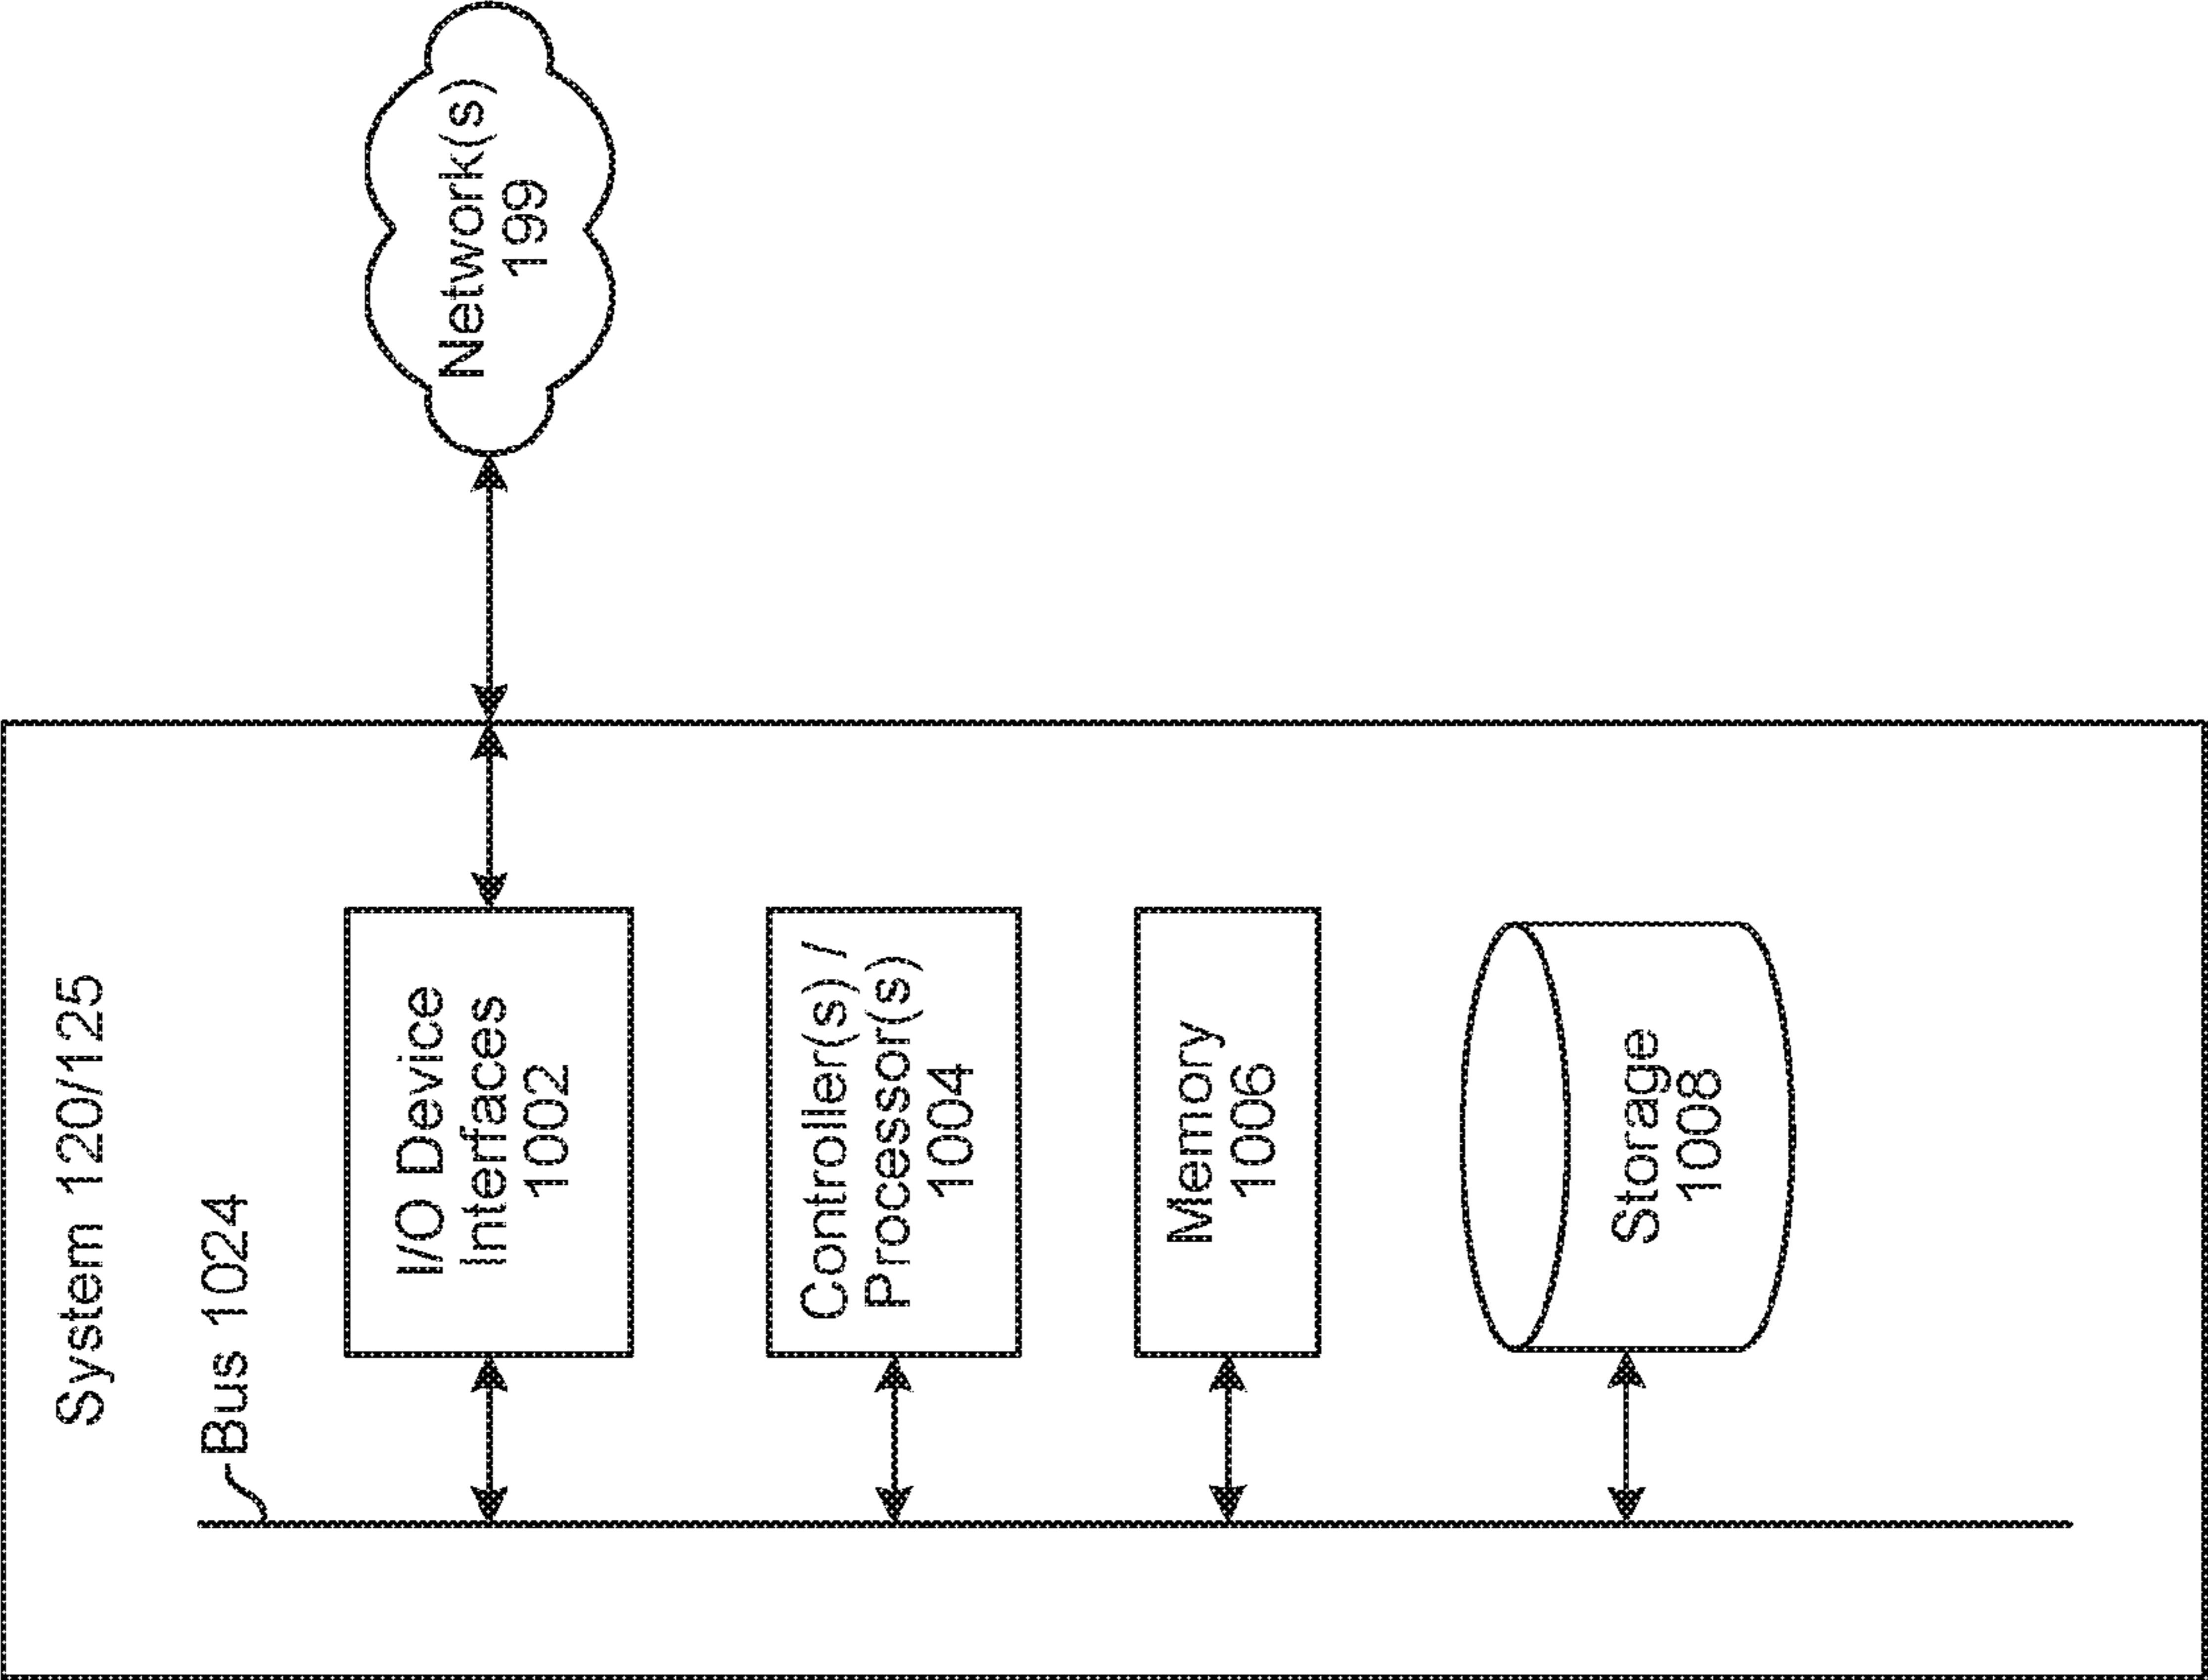 System 120/125
Bus 1024
I/O Device
Interfaces
1002
Network(s)
199
Controller(s) /
Processor(s)
1004
Memory
1006
Storage
1008